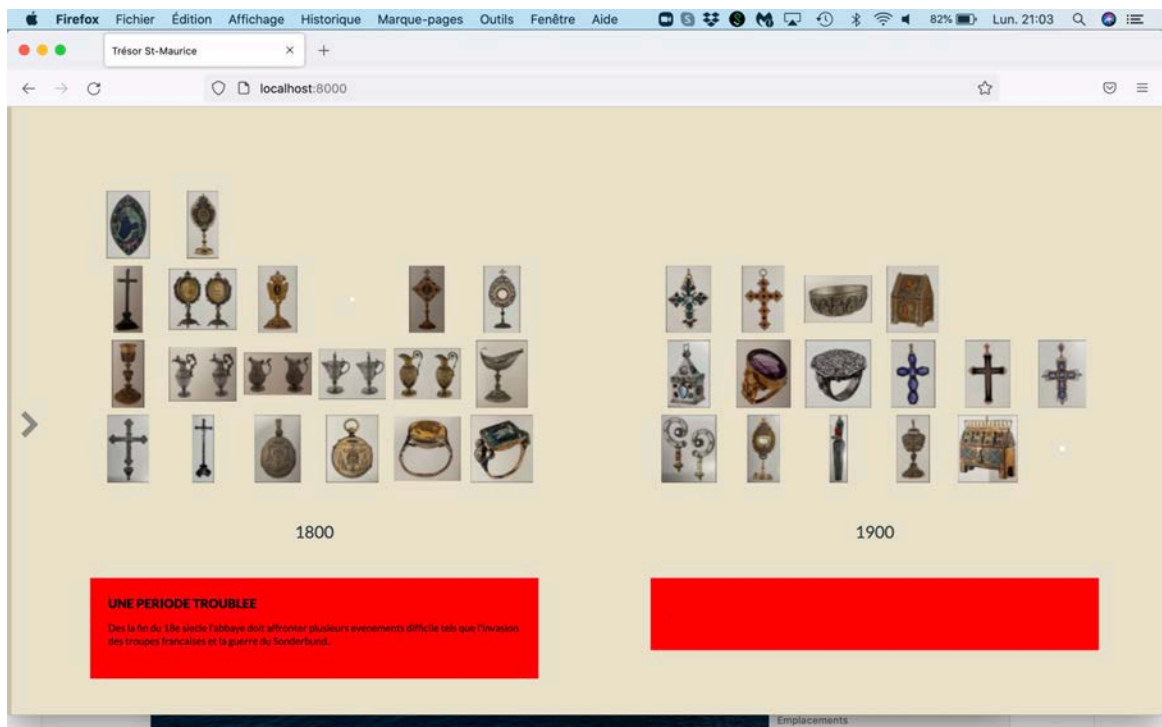 Firefox Fichier Édition Affichage Historique Marque-pages Outils Fenêtre Aide 82% Lun. 21:03
Trésor St-Maurice
localhost:8000
1800 1900
UNE PERIODE TROUBLEE
Des la fin du 18e siecle l'abbaye doit affronter plusieurs evenements difficile tels que l'invasion
des troupes francaises et la guerre du Sonderbund.
Emplacements